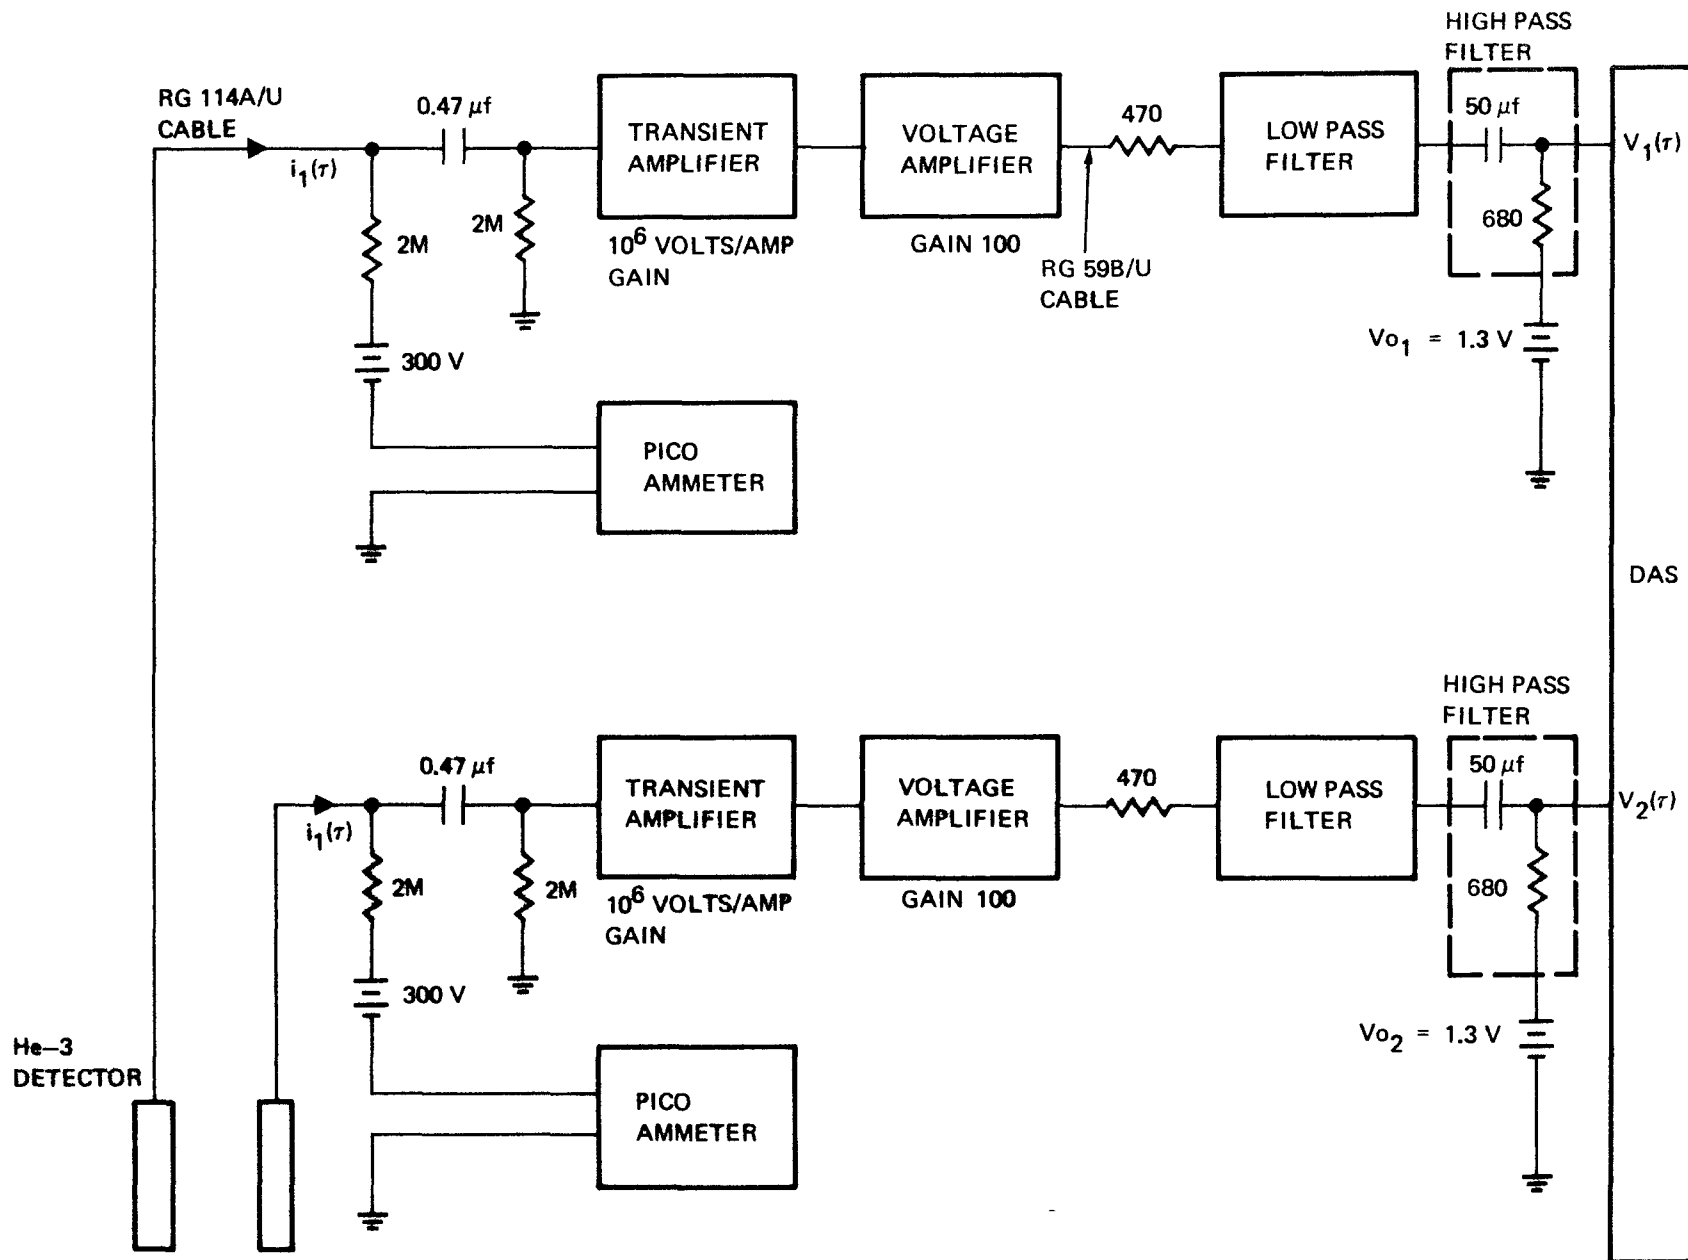 HIGH PASS
FILTER
RG 114A/U
CABLE
0.47 µf
i1(τ)
2M
2M
300 V
TRANSIENT
AMPLIFIER
10^6 VOLTS/AMP
GAIN
VOLTAGE
AMPLIFIER
GAIN 100
470
RG 59B/U
CABLE
LOW PASS
FILTER
50 µf
680
V1(τ)
Vo1 = 1.3 V
PICO
AMMETER
DAS
HIGH PASS
FILTER
0.47 µf
i1(τ)
2M
2M
300 V
TRANSIENT
AMPLIFIER
10^6 VOLTS/AMP
GAIN
VOLTAGE
AMPLIFIER
GAIN 100
470
LOW PASS
FILTER
50 µf
680
V2(τ)
Vo2 = 1.3 V
He–3
DETECTOR
PICO
AMMETER